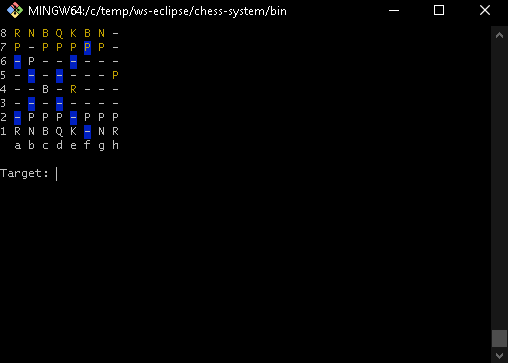 MINGW64:/c/temp/ws-eclipse/chess-system/bin
8 R N B Q K B N -
7 P - P P P P P -
6 - P - - - - - -
5 - - - - - - - P
4 - - B - R - - -
3 - - - - - - - -
2 - P P P - P P P
1 R N B Q K - N R
a b c d e f g h
Target: